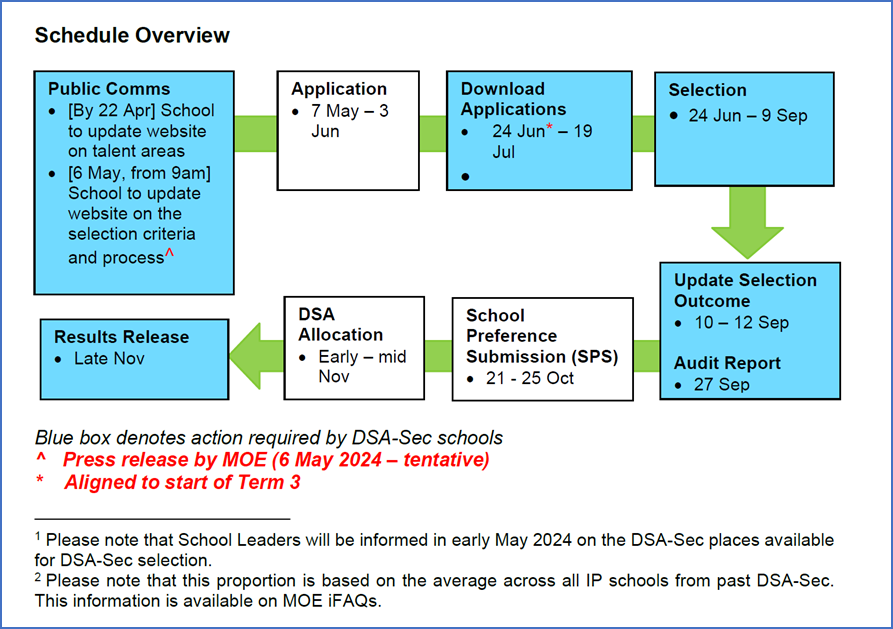 Schedule Overview
Public Comms
• [By 22 Apr] School
to update website
on talent areas
• [6 May, from 9am]
School to update
website on the
selection criteria
and process^
Application
• 7 May – 3
Jun
Download
Applications
• 24 Jun* – 19
Jul
•
Selection
• 24 Jun – 9 Sep
Update Selection
Outcome
• 10 – 12 Sep
Audit Report
• 27 Sep
School
Preference
Submission (SPS)
• 21 - 25 Oct
DSA
Allocation
• Early – mid
Nov
Results Release
• Late Nov
Blue box denotes action required by DSA-Sec schools
^ Press release by MOE (6 May 2024 – tentative)
* Aligned to start of Term 3
1 Please note that School Leaders will be informed in early May 2024 on the DSA-Sec places available
for DSA-Sec selection.
2 Please note that this proportion is based on the average across all IP schools from past DSA-Sec.
This information is available on MOE iFAQs.